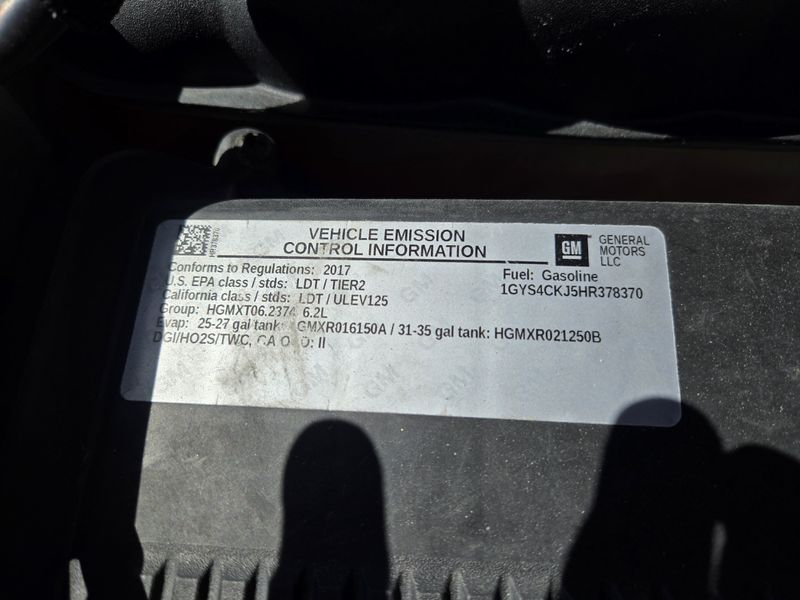 VEHICLE EMISSION
CONTROL INFORMATION
GM
GENERAL
MOTORS
LLC
HR378370
Conforms to Regulations: 2017
Fuel: Gasoline
U.S. EPA class / stds: LDT / TIER2
1GYS4CKJ5HR378370
California class / stds: LDT / ULEV125
Group: HGMXT06.2374 6.2L
Evap: 25-27 gal tank: HGMXR016150A / 31-35 gal tank: HGMXR021250B
DGI/HO2S/TWC, CA II